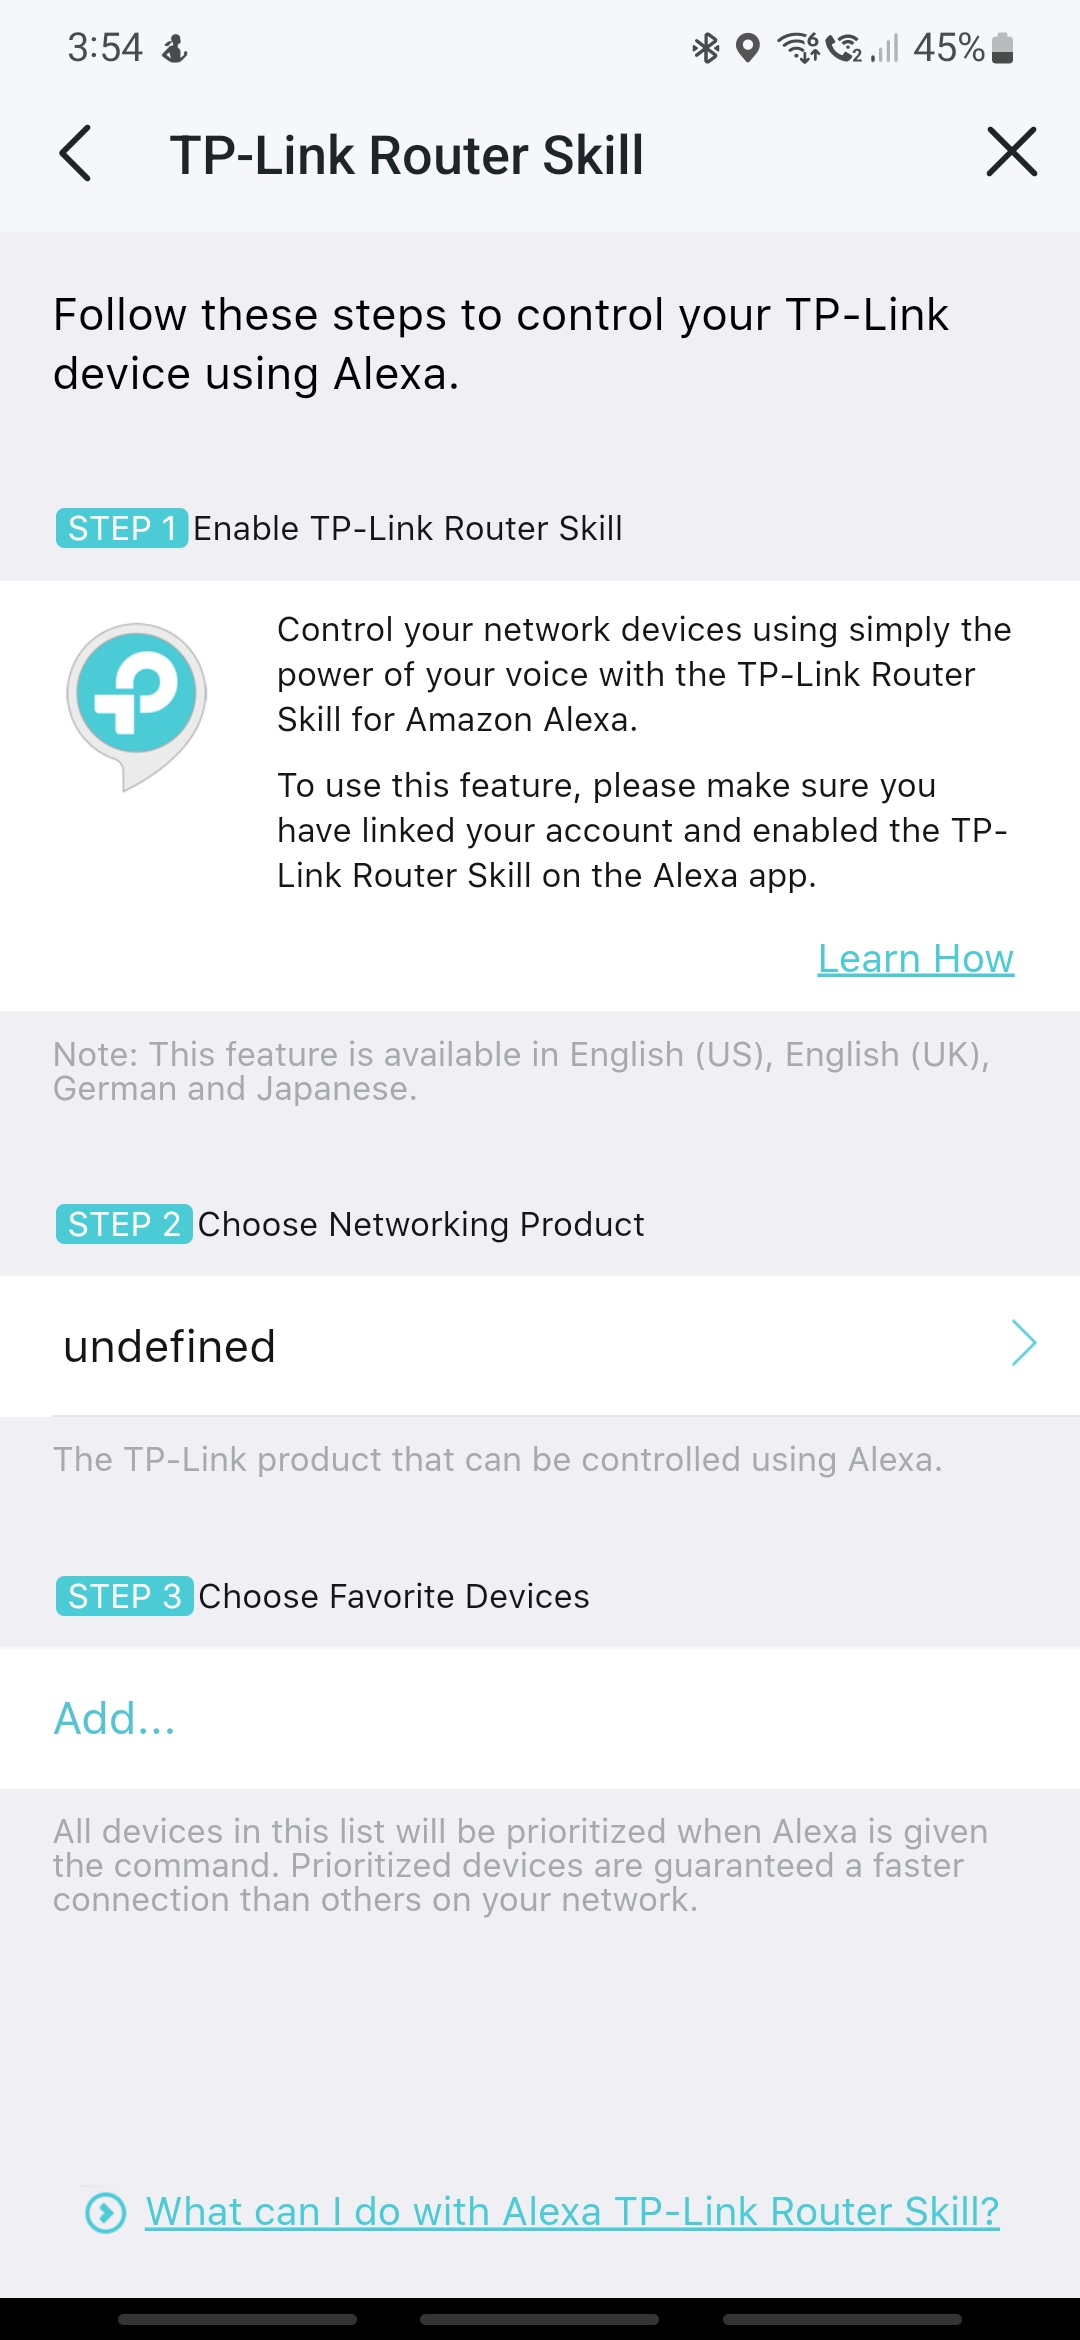 3:54
6 2 45%
TP-Link Router Skill
Follow these steps to control your TP-Link
device using Alexa.
STEP 1 Enable TP-Link Router Skill
Control your network devices using simply the
power of your voice with the TP-Link Router
Skill for Amazon Alexa.
To use this feature, please make sure you
have linked your account and enabled the TP-
Link Router Skill on the Alexa app.
Learn How
Note: This feature is available in English (US), English (UK),
German and Japanese.
STEP 2 Choose Networking Product
undefined
The TP-Link product that can be controlled using Alexa.
STEP 3 Choose Favorite Devices
Add...
All devices in this list will be prioritized when Alexa is given
the command. Prioritized devices are guaranteed a faster
connection than others on your network.
What can I do with Alexa TP-Link Router Skill?